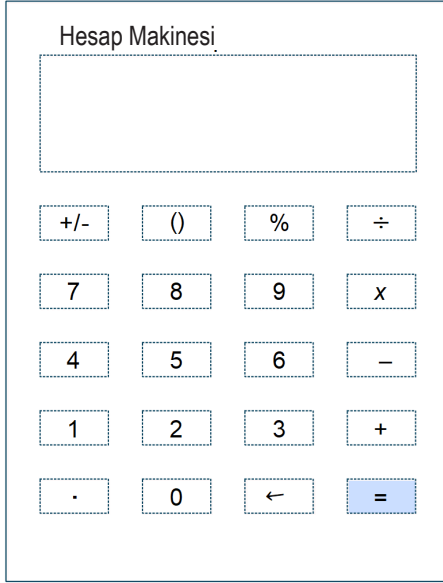 Hesap Makinesi
+/- () % ÷
7 8 9 x
4 5 6 –
1 2 3 +
. 0 ← =